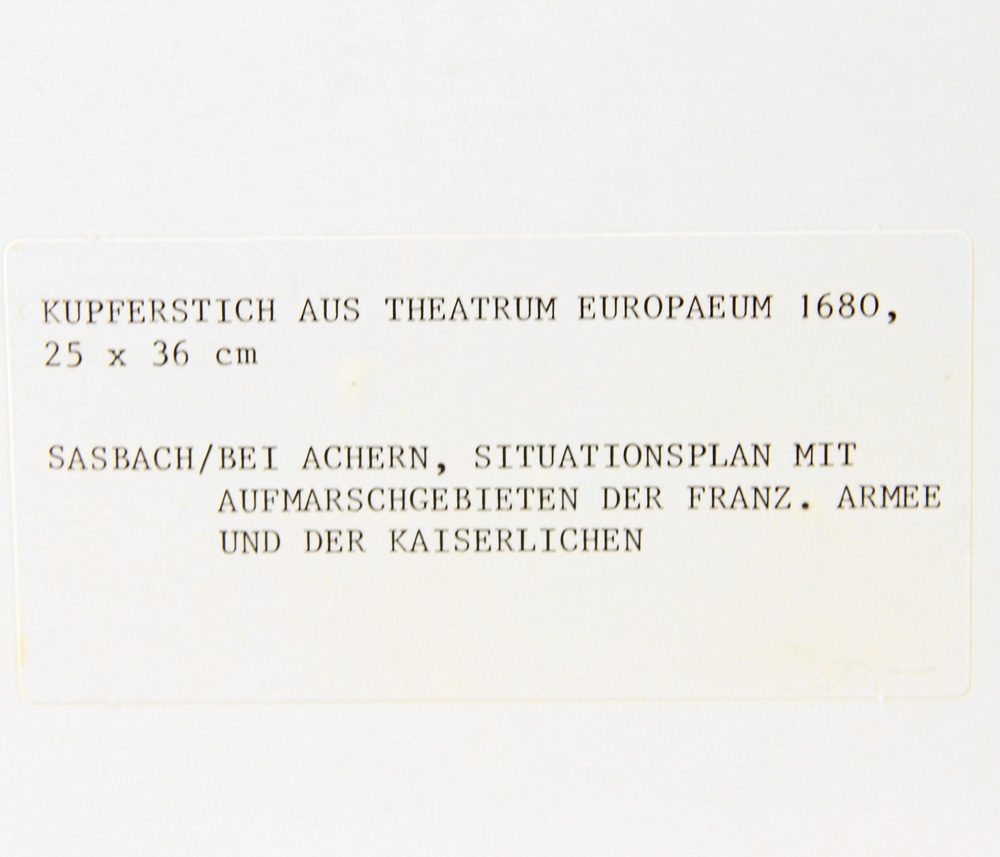 KUPFERSTICH AUS THEATRUM EUROPAEUM 1680,
25 x 36 cm
SASBACH/BEI ACHERN, SITUATIONSPLAN MIT
AUFMARSCHGEBIETEN DER FRANZ. ARMEE
UND DER KAISERLICHEN